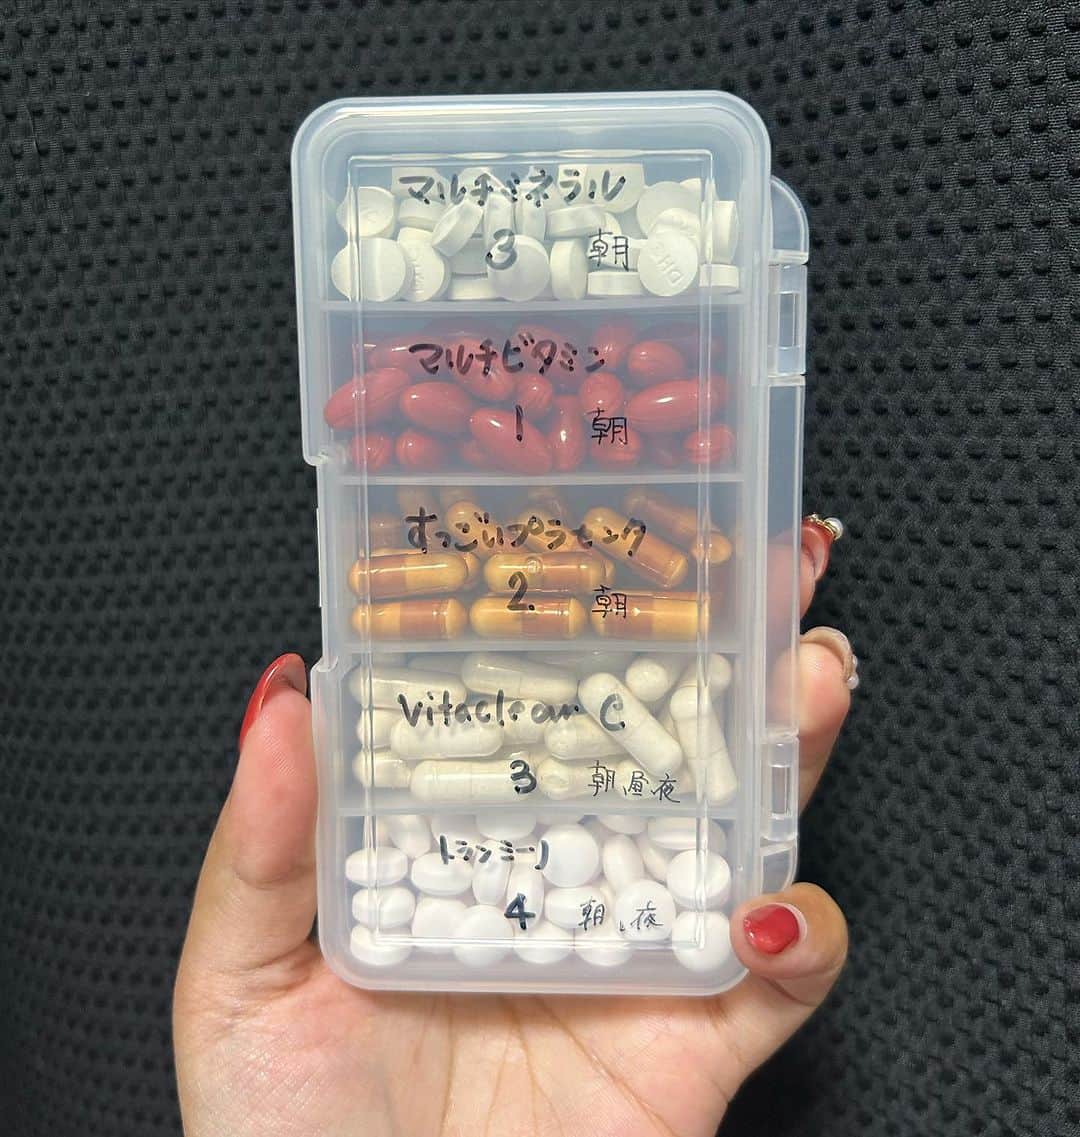 マルチミネラル
3 朝
マルチビタミン
1 朝
すっごいプラセンタ
2. 朝
Vitaclear C
3 朝昼夜
トランシーノ
4 朝、夜
DHC